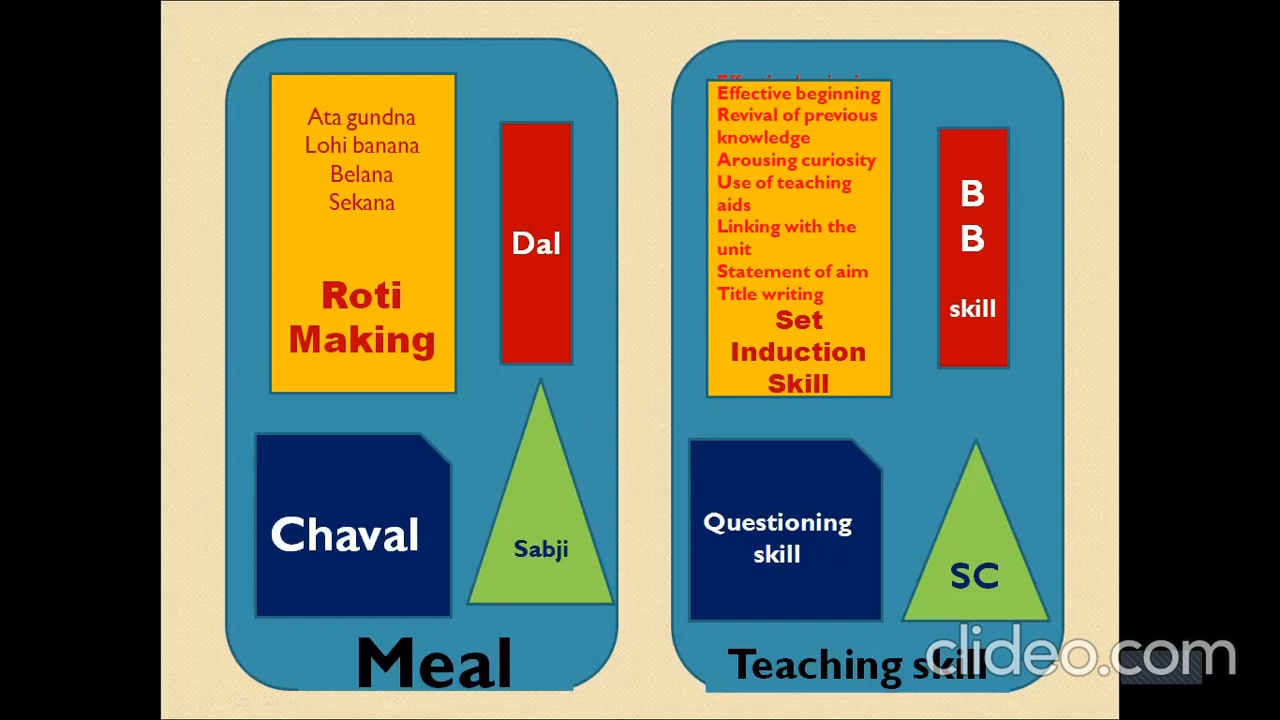 Ata gundna
Lohi banana
Belana
Sekana
Roti
Making
Dal
Chaval
Sabji
Meal
Effective beginning
Revival of previous
knowledge
Arousing curiosity
Use of teaching
aids
Linking with the
unit
Statement of aim
Title writing
Set
Induction
Skill
B
B
skill
Questioning
skill
SC
Teaching skill
clideo.com